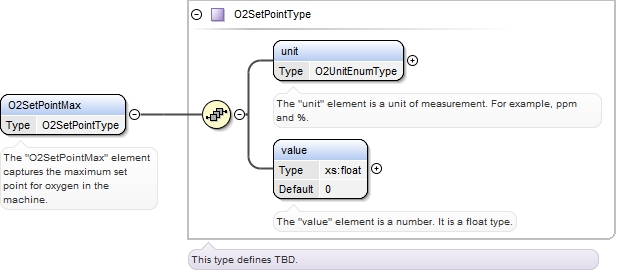 O2SetPointType
unit
Type O2UnitEnumType
The "unit" element is a unit of measurement. For example, ppm
and %.
O2SetPointMax
Type O2SetPointType
The "O2SetPointMax" element
captures the maximum set
point for oxygen in the
machine.
value
Type xs:float
Default 0
The "value" element is a number. It is a float type.
This type defines TBD.